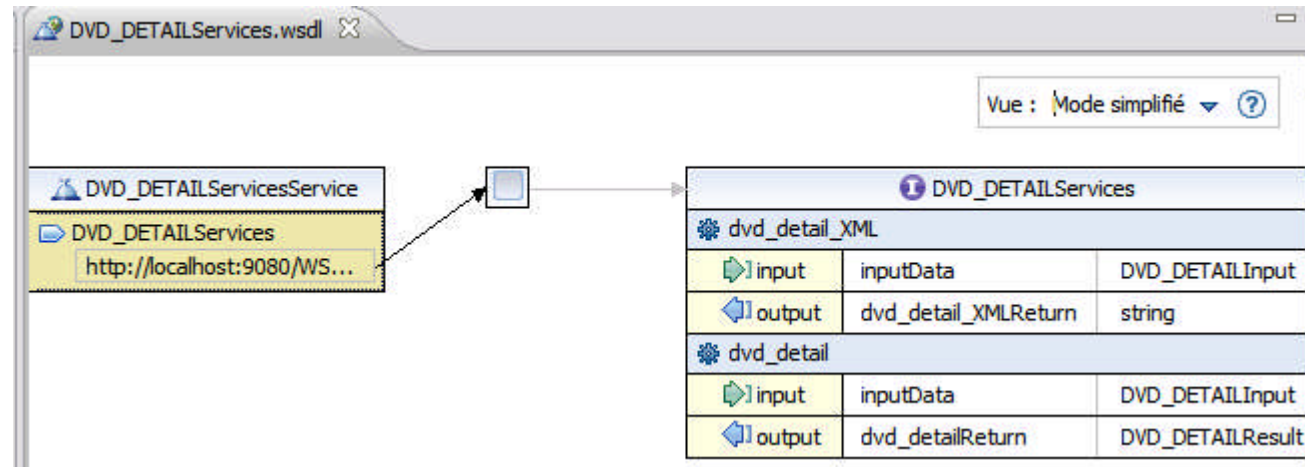 DVD_DETAILServices.wsdl
Vue : Mode simplifié
DVD_DETAILServicesService
DVD_DETAILServices
http://localhost:9080/WS...
DVD_DETAILServices
dvd_detail_XML
input inputData DVD_DETAILInput
output dvd_detail_XMLReturn string
dvd_detail
input inputData DVD_DETAILInput
output dvd_detailReturn DVD_DETAILResult